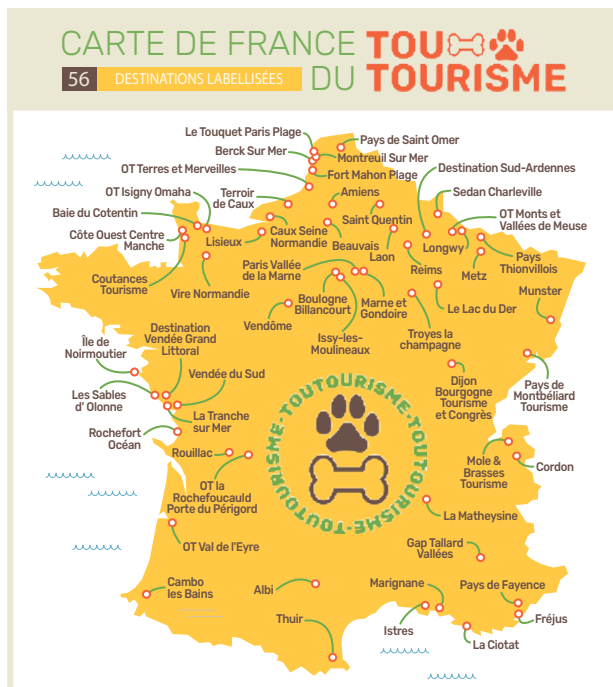 CARTE DE FRANCE
DU
TOU
TOURISME
56
DESTINATIONS LABELLISÉES
Le Touquet Paris Plage
Pays de Saint Omer
Berck Sur Mer
Montreuil Sur Mer
OT Terres et Merveilles
Fort Mahon Plage
Destination Sud-Ardennes
OT Isigny Omaha
Terroir
de Caux
Amiens
Sedan Charleville
Baie du Cotentin
Saint Quentin
OT Monts et
Vallées de Meuse
Côte Ouest Centre
Manche
Lisieux
Caux Seine
Normandie
Beauvais
Laon
Longwy
Reims
Metz
Pays
Thionvillois
Coutances
Tourisme
Vire Normandie
Paris Vallée
de la Marne
Munster
Vendôme
Boulogne
Billancourt
Marne et
Gondoire
Le Lac du Der
Issy-les-
Moulineaux
Troyes la
champagne
Île de
Noirmoutier
Destination
Vendée Grand
Littoral
Vendée du Sud
Dijon
Bourgogne
Tourisme
et Congrès
Pays de
Montbéliard
Tourisme
Les Sables
d' Olonne
La Tranche
sur Mer
TOUTOURISME-TOUTOURISME-TOUTOURISME-
Rochefort
Océan
Rouillac
Mole &
Brasses
Tourisme
Cordon
OT la
Rochefoucauld
Porte du Périgord
La Matheysine
OT Val de l'Eyre
Gap Tallard
Vallées
Cambo
les Bains
Albi
Marignane
Pays de Fayence
Thuir
Istres
Fréjus
La Ciotat